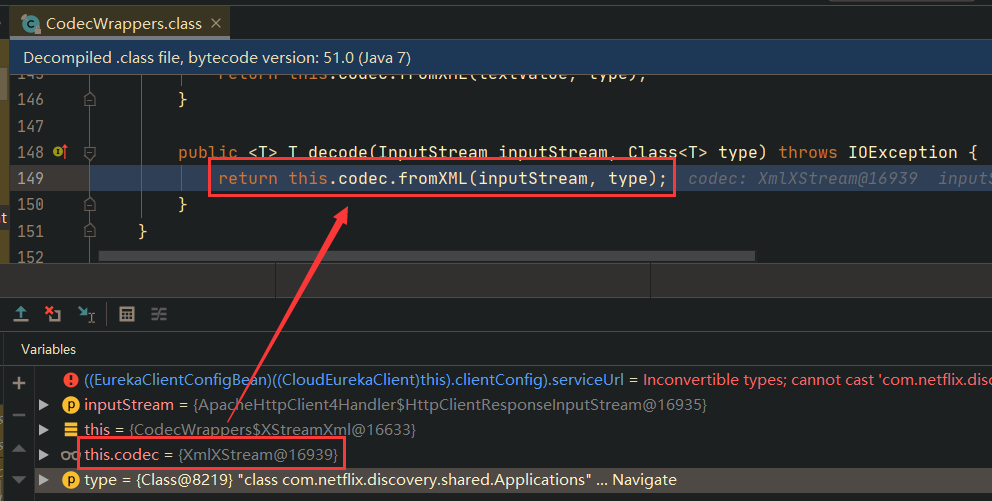 CodecWrappers.class
Decompiled .class file, bytecode version: 51.0 (Java 7)
145 return this.codec.fromXML(textValue, type);
146 }
147
148 public <T> T decode(InputStream inputStream, Class<T> type) throws IOException {
149 return this.codec.fromXML(inputStream, type); codec: XmlXStream@16939 inputS
150 }
151 }
152
Variables
((EurekaClientConfigBean)((CloudEurekaClient)this).clientConfig).serviceUrl = Inconvertible types; cannot cast 'com.netflix.disc
inputStream = {ApacheHttpClient4Handler$HttpClientResponseInputStream@16935}
this = {CodecWrappers$XStreamXml@16633}
this.codec = {XmlXStream@16939}
type = {Class@8219} "class com.netflix.discovery.shared.Applications" ... Navigate